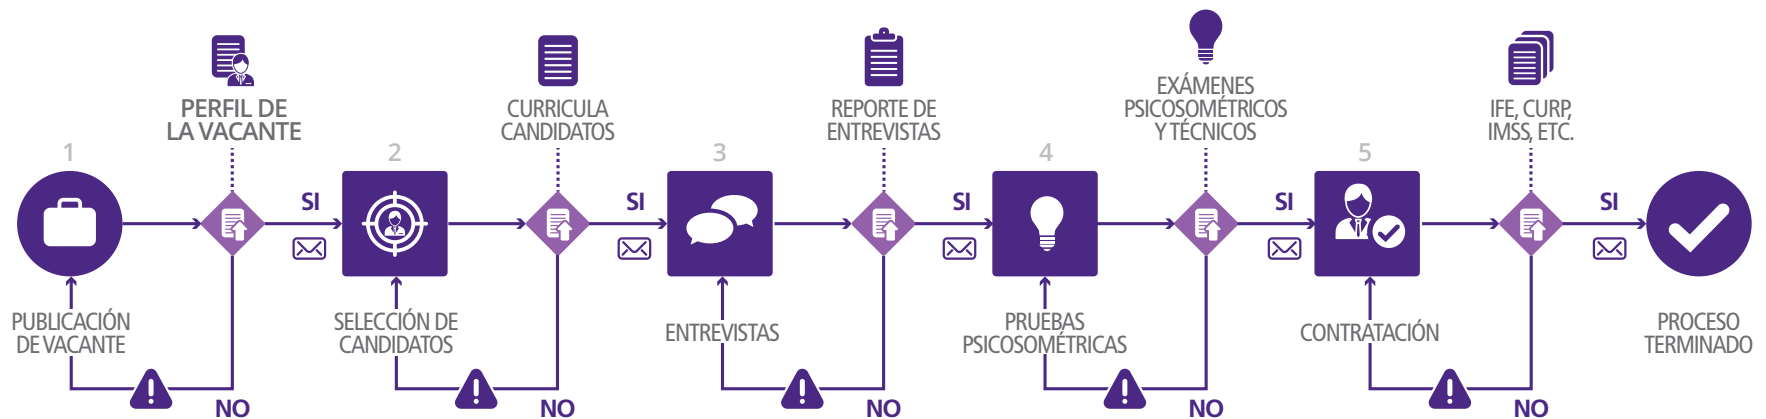 PERFIL DE
LA VACANTE
CURRICULA
CANDIDATOS
REPORTE DE
ENTREVISTAS
EXÁMENES
PSICOSOMÉTRICOS
Y TÉCNICOS
IFE, CURP,
IMSS, ETC.
1
2
3
4
5
SI
SI
SI
SI
SI
PUBLICACIÓN
DE VACANTE
SELECCIÓN DE
CANDIDATOS
ENTREVISTAS
PRUEBAS
PSICOSOMÉTRICAS
CONTRATACIÓN
PROCESO
TERMINADO
NO
NO
NO
NO
NO